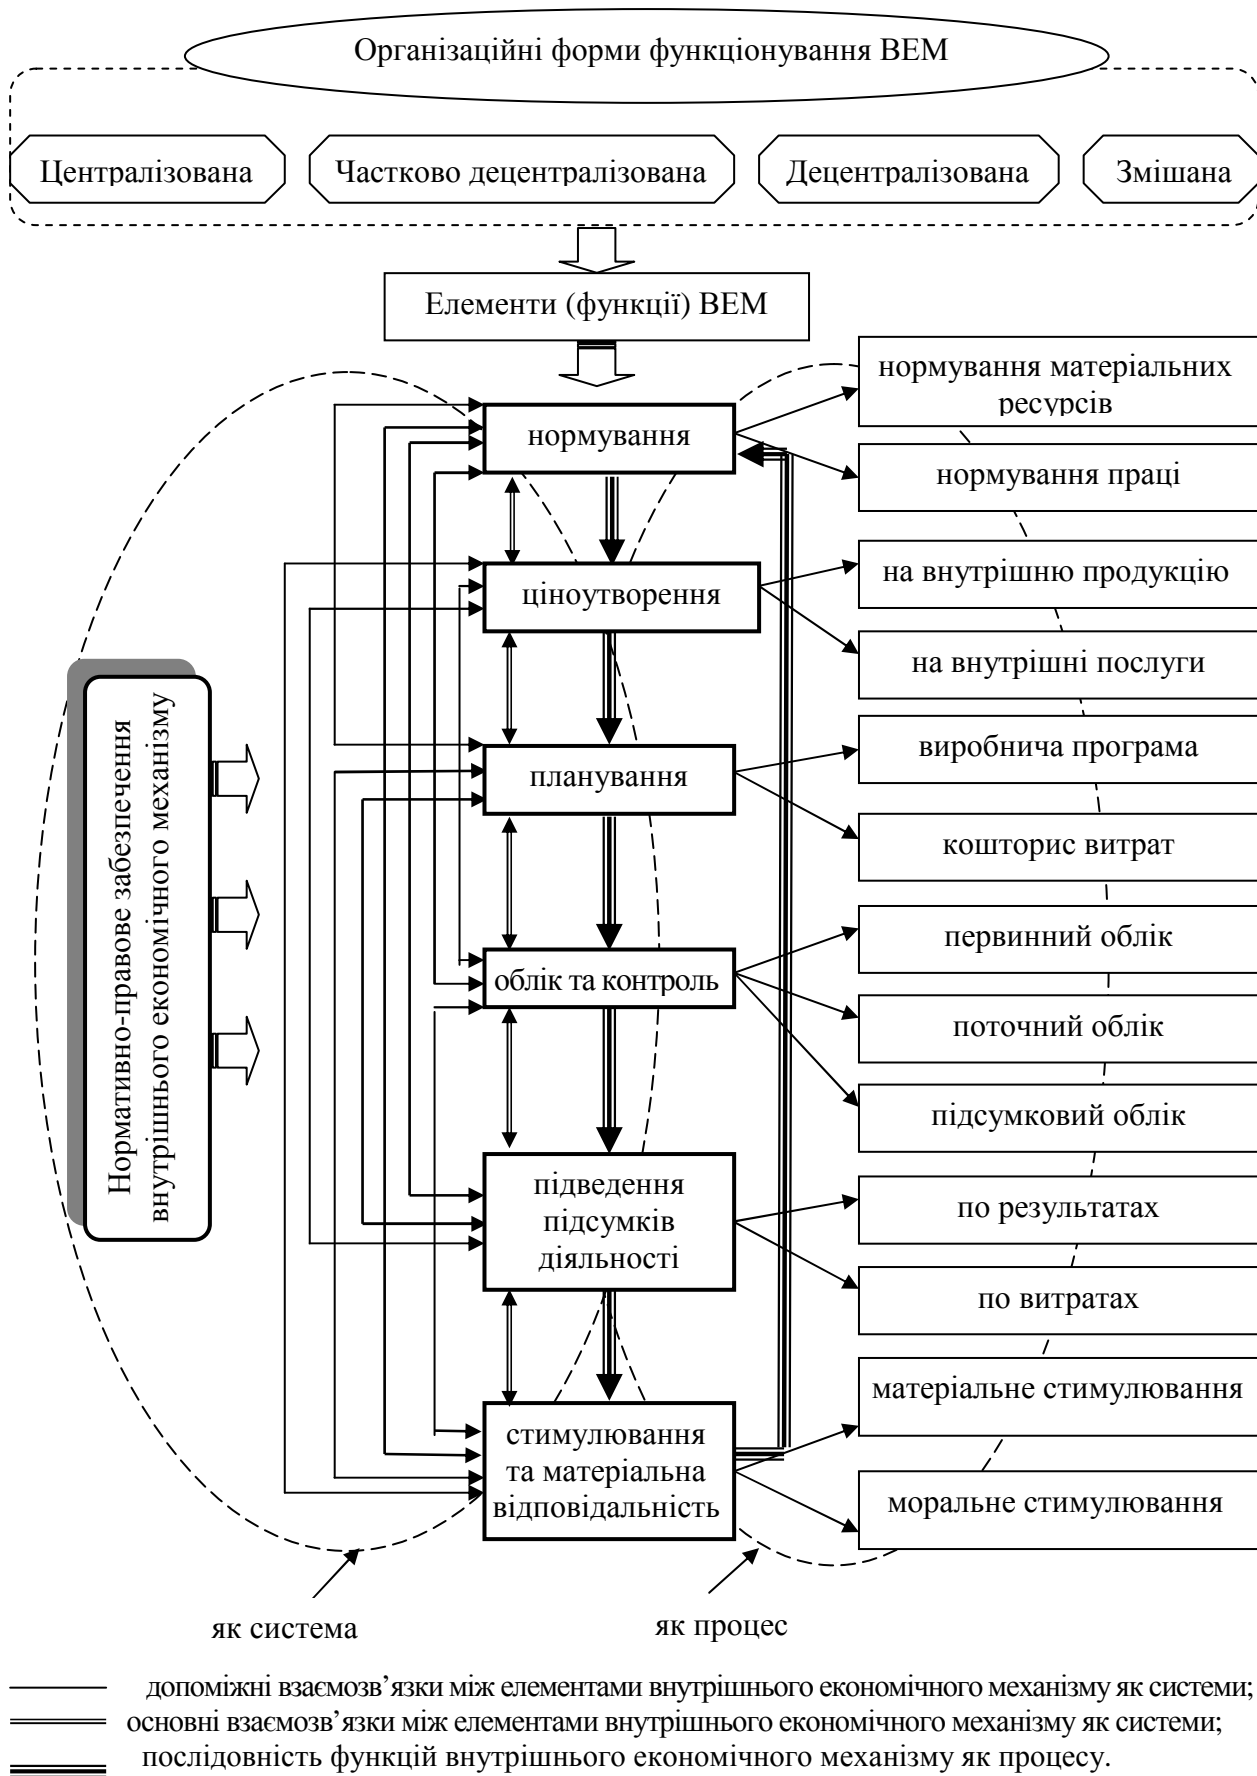 Організаційні форми функціонування ВЕМ
Централізована
Частково децентралізована
Децентралізована
Змішана
Елементи (функції) ВЕМ
нормування
нормування матеріальних
ресурсів
нормування праці
ціноутворення
на внутрішню продукцію
на внутрішні послуги
Нормативно-правове забезпечення
внутрішнього економічного механізму
планування
виробнича програма
кошторис витрат
облік та контроль
первинний облік
поточний облік
підсумковий облік
підведення
підсумків
діяльності
по результатах
по витратах
стимулювання
та матеріальна
відповідальність
матеріальне стимулювання
моральне стимулювання
як система
як процес
допоміжні взаємозв’язки між елементами внутрішнього економічного механізму як системи;
основні взаємозв’язки між елементами внутрішнього економічного механізму як системи;
послідовність функцій внутрішнього економічного механізму як процесу.